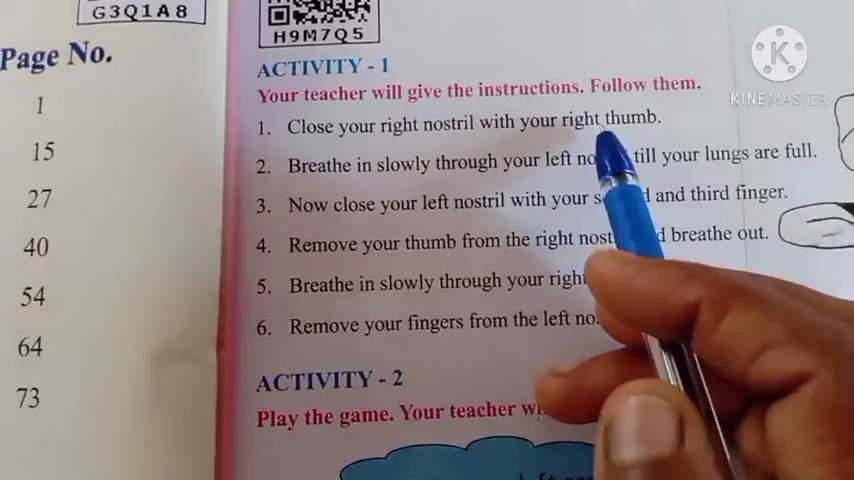 G3Q1A8
Page No.
1
15
27
40
54
64
73
H9M7Q5
ACTIVITY - 1
Your teacher will give the instructions. Follow them.
1. Close your right nostril with your right thumb.
2. Breathe in slowly through your left till your lungs are full.
3. Now close your left nostril with your and third finger.
4. Remove your thumb from the right breathe out.
5. Breathe in slowly through your right
6. Remove your fingers from the left
ACTIVITY - 2
Play the game. Your teacher
KINEMASTER